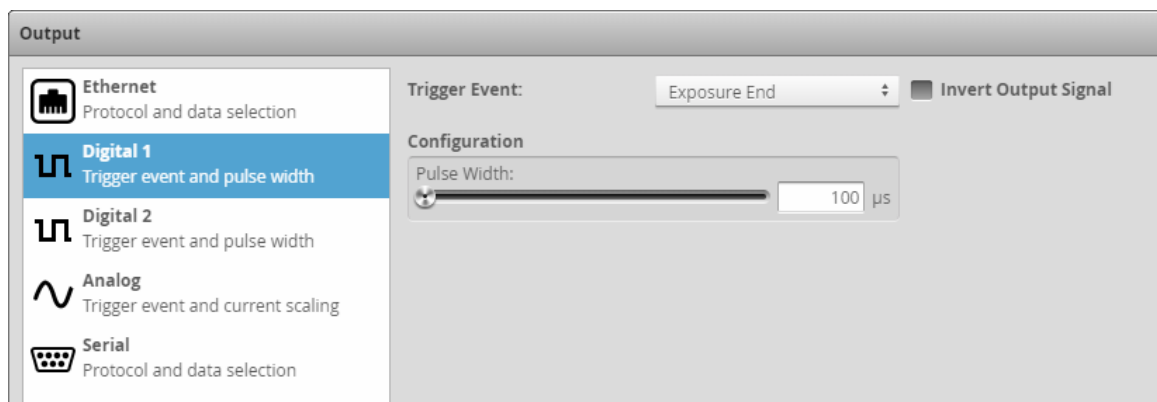 Output
Ethernet
Protocol and data selection
Digital 1
Trigger event and pulse width
Digital 2
Trigger event and pulse width
Analog
Trigger event and current scaling
Serial
Protocol and data selection
Trigger Event:
Exposure End
Invert Output Signal
Configuration
Pulse Width:
100 µs